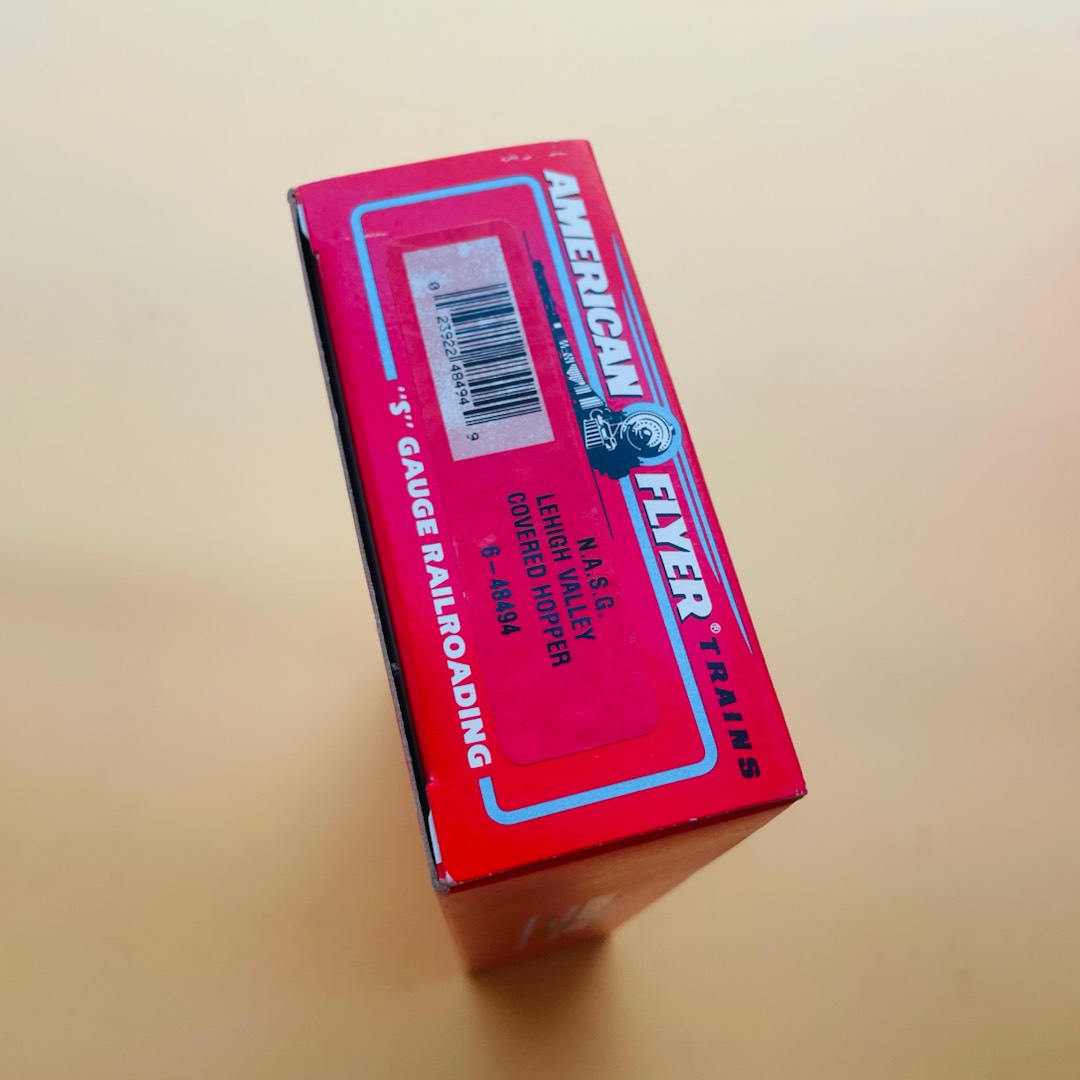 AMERICAN FLYER® TRAINS
0 23922 48494 9
N.A.S.G.
LEHIGH VALLEY
COVERED HOPPER
6-48494
"S" GAUGE RAILROADING